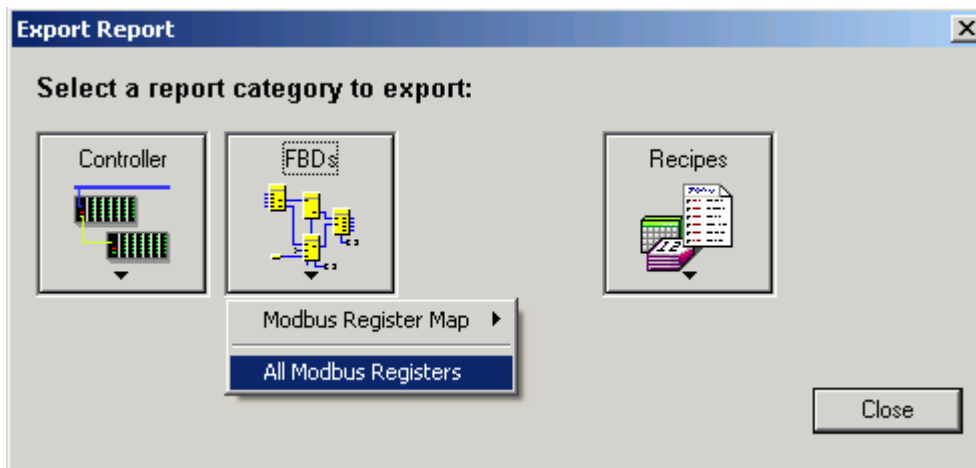 Export Report
Select a report category to export:
Controller
FBDs
Recipes
Modbus Register Map
All Modbus Registers
Close